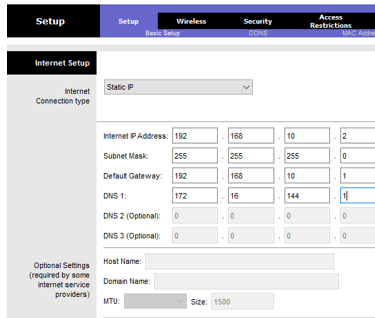 Setup
Setup Wireless Security Access Restrictions
Basic Setup DDNS MAC Addre
Internet Setup
Internet Connection type
Static IP
Internet IP Address: 192 . 168 . 10 . 2
Subnet Mask: 255 . 255 . 255 . 0
Default Gateway: 192 . 168 . 10 . 1
DNS 1: 172 . 16 . 144 . 1
DNS 2 (Optional): 0 . 0 . 0 . 0
DNS 3 (Optional): 0 . 0 . 0 . 0
Optional Settings
(required by some
internet service
providers)
Host Name:
Domain Name:
MTU: Size: 1500